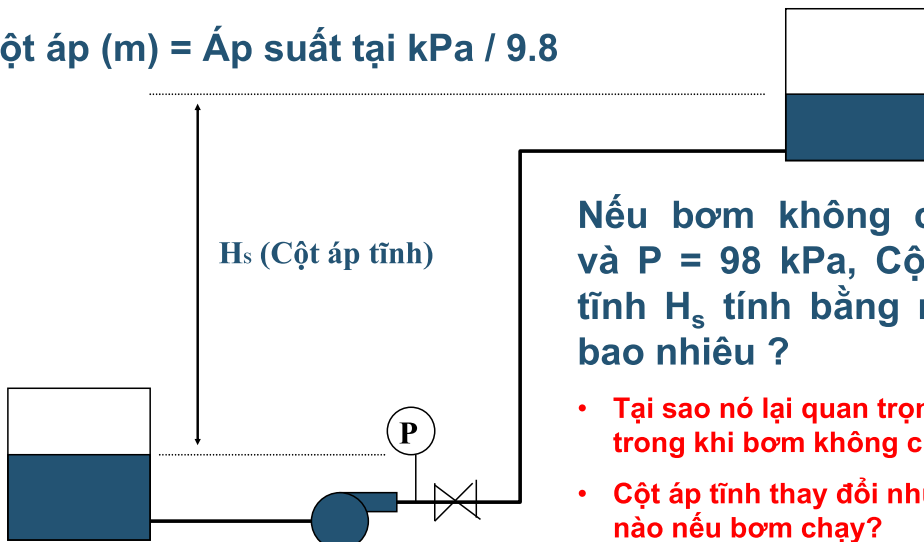 ột áp (m) = Áp suất tại kPa / 9.8
Hs (Cột áp tĩnh)
Nếu bơm không
và P = 98 kPa, Cộ
tĩnh Hs tính bằng
bao nhiêu ?
P
• Tại sao nó lại quan trọn
trong khi bơm không c
• Cột áp tĩnh thay đổi như
nào nếu bơm chạy?